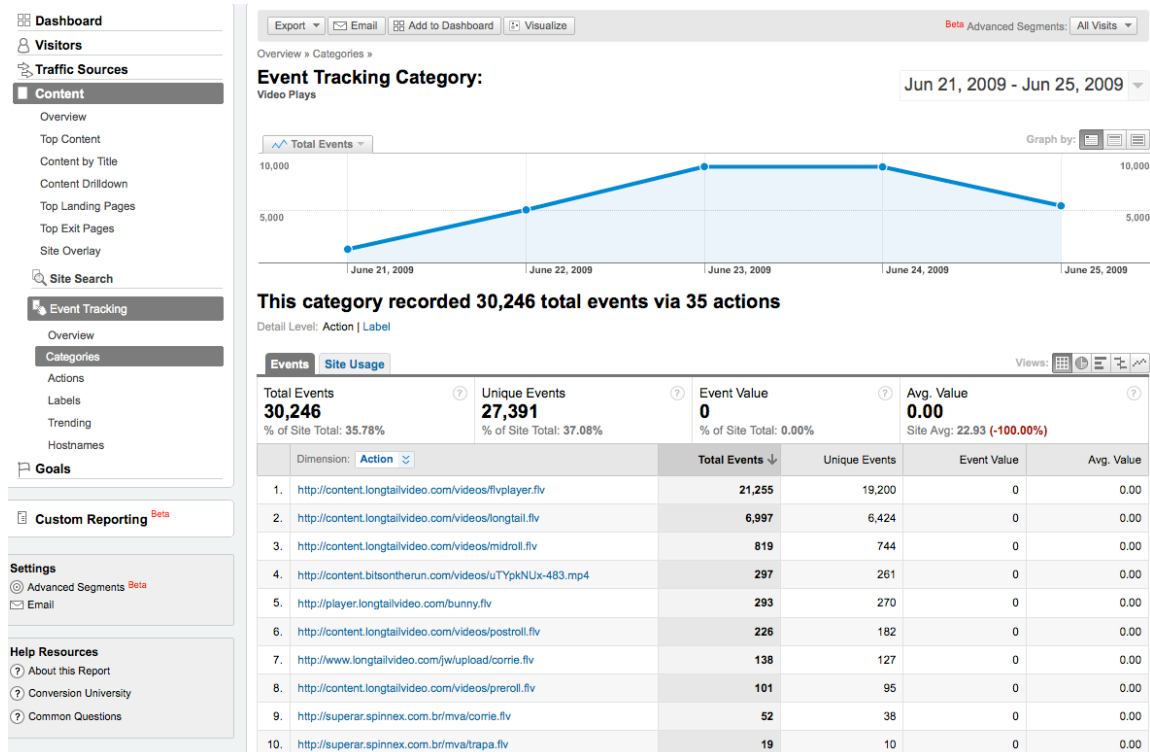 Dashboard
Visitors
Traffic Sources
Content
Overview
Top Content
Content by Title
Content Drilldown
Top Landing Pages
Top Exit Pages
Site Overlay
Site Search
Event Tracking
Overview
Categories
Actions
Labels
Trending
Hostnames
Goals
Custom Reporting Beta
Settings
Advanced Segments Beta
Email
Help Resources
? About this Report
? Conversion University
? Common Questions
Export Email Add to Dashboard Visualize Beta Advanced Segments: All Visits
Overview » Categories »
Event Tracking Category:
Video Plays
Jun 21, 2009 - Jun 25, 2009
Total Events Graph by:
10,000 10,000
5,000 5,000
June 21, 2009 June 22, 2009 June 23, 2009 June 24, 2009 June 25, 2009
This category recorded 30,246 total events via 35 actions
Detail Level: Action | Label
Events Site Usage Views:
Total Events ? Unique Events ? Event Value ? Avg. Value ?
30,246 27,391 0 0.00
% of Site Total: 35.78% % of Site Total: 37.08% % of Site Total: 0.00% Site Avg: 22.93 (-100.00%)
Dimension: Action Total Events Unique Events Event Value Avg. Value
1. http://content.longtailvideo.com/videos/flvplayer.flv 21,255 19,200 0 0.00
2. http://content.longtailvideo.com/videos/longtail.flv 6,997 6,424 0 0.00
3. http://content.longtailvideo.com/videos/midroll.flv 819 744 0 0.00
4. http://content.bitsontherun.com/videos/uTYpkNUx-483.mp4 297 261 0 0.00
5. http://player.longtailvideo.com/bunny.flv 293 270 0 0.00
6. http://content.longtailvideo.com/videos/postroll.flv 226 182 0 0.00
7. http://www.longtailvideo.com/jw/upload/corrie.flv 138 127 0 0.00
8. http://content.longtailvideo.com/videos/preroll.flv 101 95 0 0.00
9. http://superar.spinnex.com.br/mva/corrie.flv 52 38 0 0.00
10. http://superar.spinnex.com.br/mva/trapa.flv 19 10 0 0.00